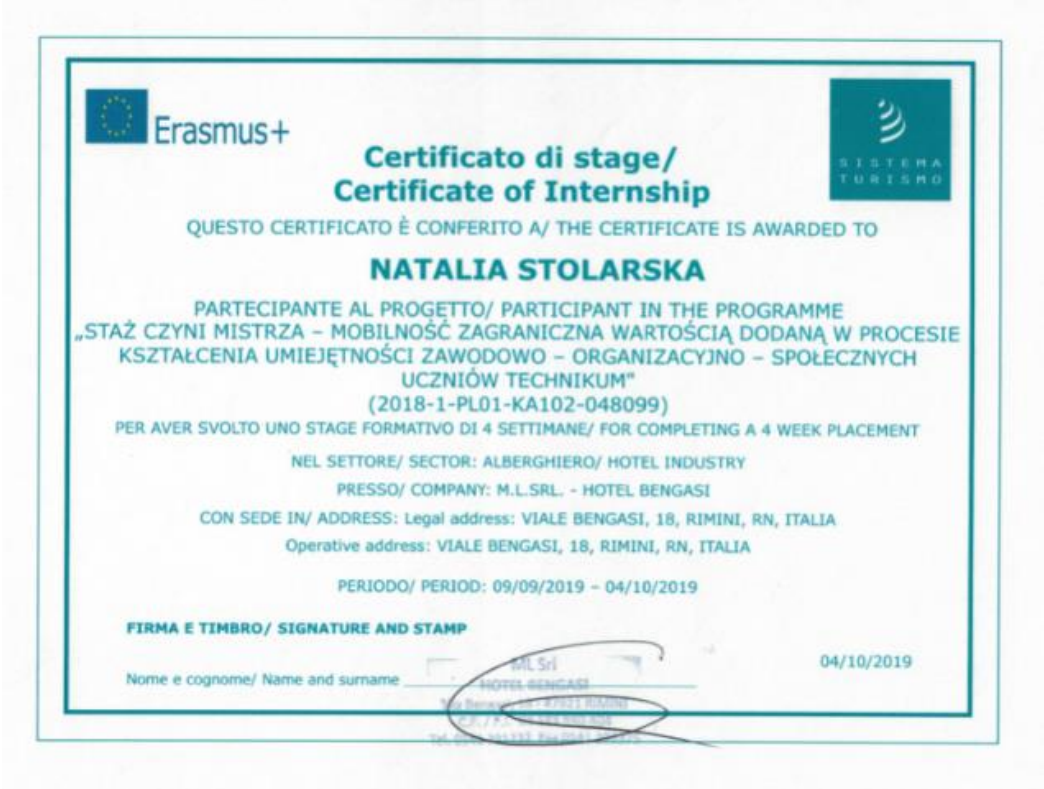 Erasmus+
SISTEMA
TURISMO
Certificato di stage/
Certificate of Internship
QUESTO CERTIFICATO È CONFERITO A/ THE CERTIFICATE IS AWARDED TO
NATALIA STOLARSKA
PARTECIPANTE AL PROGETTO/ PARTICIPANT IN THE PROGRAMME
„STAŻ CZYNI MISTRZA – MOBILNOŚĆ ZAGRANICZNA WARTOŚCIĄ DODANĄ W PROCESIE
KSZTAŁCENIA UMIEJĘTNOŚCI ZAWODOWO – ORGANIZACYJNO – SPOŁECZNYCH
UCZNIÓW TECHNIKUM"
(2018-1-PL01-KA102-048099)
PER AVER SVOLTO UNO STAGE FORMATIVO DI 4 SETTIMANE/ FOR COMPLETING A 4 WEEK PLACEMENT
NEL SETTORE/ SECTOR: ALBERGHIERO/ HOTEL INDUSTRY
PRESSO/ COMPANY: M.L.SRL. - HOTEL BENGASI
CON SEDE IN/ ADDRESS: Legal address: VIALE BENGASI, 18, RIMINI, RN, ITALIA
Operative address: VIALE BENGASI, 18, RIMINI, RN, ITALIA
PERIODO/ PERIOD: 09/09/2019 – 04/10/2019
FIRMA E TIMBRO/ SIGNATURE AND STAMP
04/10/2019
Nome e cognome/ Name and surname
ML Srl
HOTEL BENGASI
RIMINI